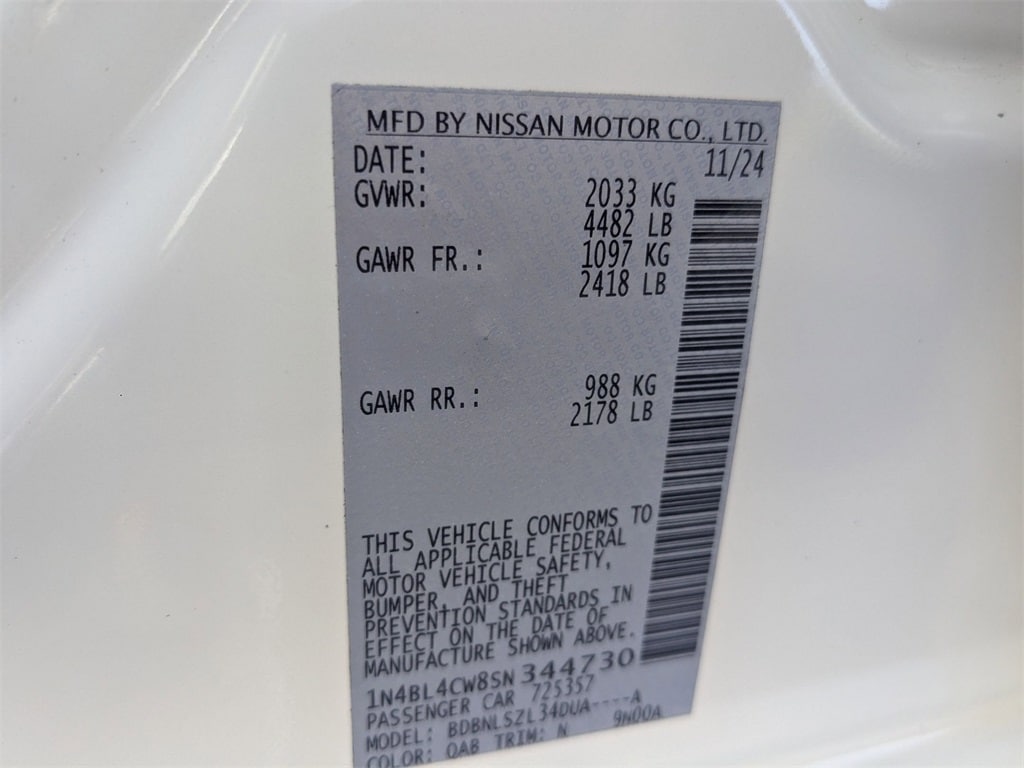 MFD BY NISSAN MOTOR CO., LTD.
DATE: 11/24
GVWR: 2033 KG
4482 LB
GAWR FR.: 1097 KG
2418 LB
GAWR RR.: 988 KG
2178 LB
THIS VEHICLE CONFORMS TO
ALL APPLICABLE FEDERAL
MOTOR VEHICLE SAFETY,
BUMPER, AND THEFT
PREVENTION STANDARDS IN
EFFECT ON THE DATE OF
MANUFACTURE SHOWN ABOVE.
1N4BL4CW8SN344730
PASSENGER CAR 725357
MODEL: BDBNLSZL34DUA----A
COLOR: QAB TRIM: N 9N00A